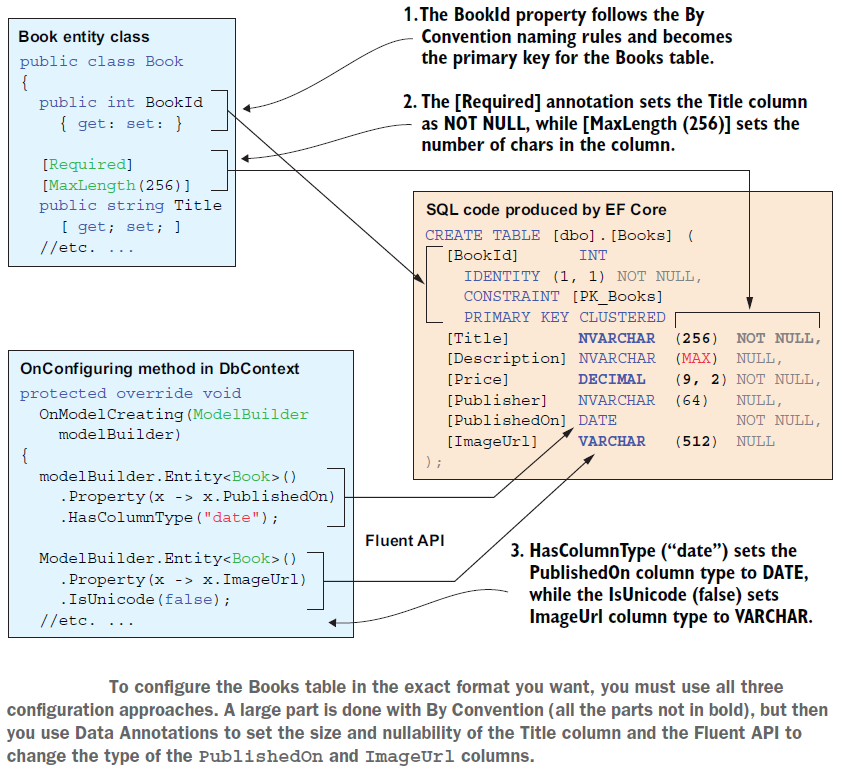 Book entity class
public class Book
{
public int BookId
{ get: set: }
[Required]
[MaxLength(256)]
public string Title
[ get; set; ]
//etc. ...
1.The BookId property follows the By
Convention naming rules and becomes
the primary key for the Books table.
2. The [Required] annotation sets the Title column
as NOT NULL, while [MaxLength (256)] sets the
number of chars in the column.
SQL code produced by EF Core
CREATE TABLE [dbo].[Books] (
[BookId] INT
IDENTITY (1, 1) NOT NULL,
CONSTRAINT [PK_Books]
PRIMARY KEY CLUSTERED
[Title] NVARCHAR (256) NOT NULL,
[Description] NVARCHAR (MAX) NULL,
[Price] DECIMAL (9, 2) NOT NULL,
[Publisher] NVARCHAR (64) NULL,
[PublishedOn] DATE NOT NULL,
[ImageUrl] VARCHAR (512) NULL
);
OnConfiguring method in DbContext
protected override void
OnModelCreating(ModelBuilder
modelBuilder)
{
modelBuilder.Entity<Book>()
.Property(x -> x.PublishedOn)
.HasColumnType("date");
ModelBuilder.Entity<Book>()
.Property(x -> x.ImageUrl)
.IsUnicode(false);
//etc. ...
Fluent API
3. HasColumnType (“date”) sets the
PublishedOn column type to DATE,
while the IsUnicode (false) sets
ImageUrl column type to VARCHAR.
To configure the Books table in the exact format you want, you must use all three
configuration approaches. A large part is done with By Convention (all the parts not in bold), but then
you use Data Annotations to set the size and nullability of the Title column and the Fluent API to
change the type of the PublishedOn and ImageUrl columns.